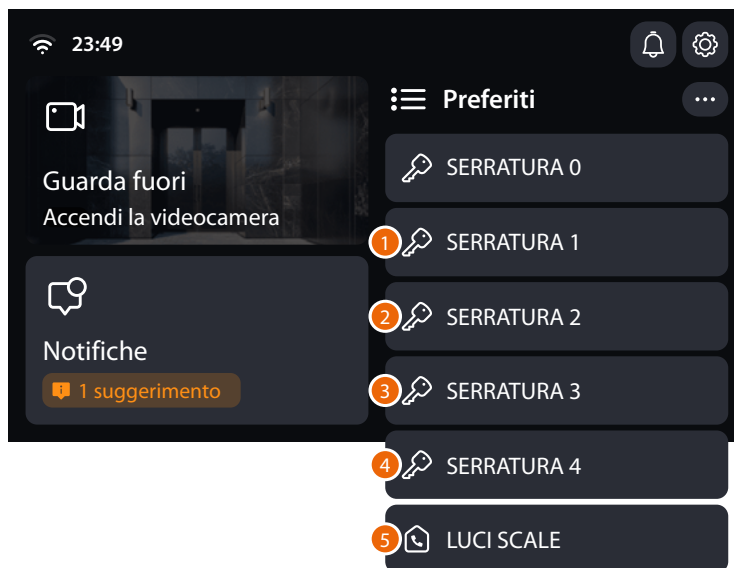 23:49
Guarda fuori
Accendi la videocamera
Notifiche
1 suggerimento
Preferiti
SERRATURA 0
1 SERRATURA 1
2 SERRATURA 2
3 SERRATURA 3
4 SERRATURA 4
5 LUCI SCALE